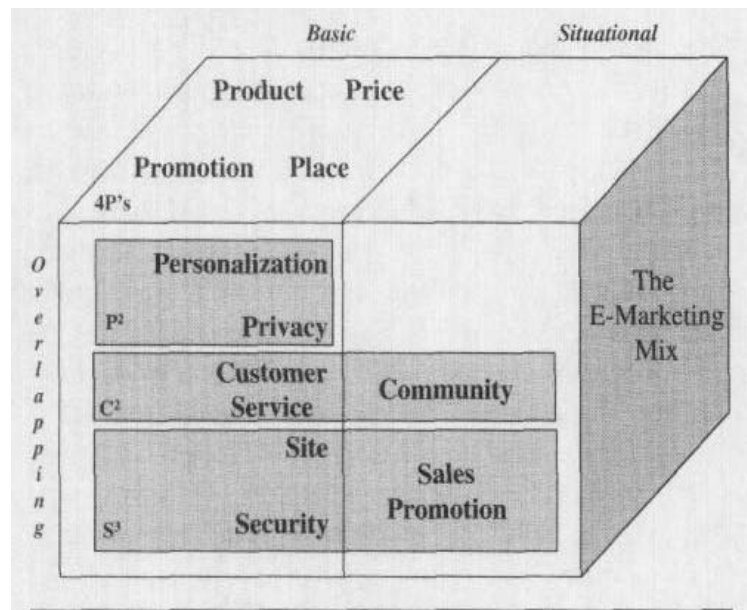 Basic Situational
Product Price
Promotion Place
4P's
Overlapping
Personalization
P²
Privacy
Customer
Service
C²
Community
Site
Sales
Promotion
Security
S³
The
E-Marketing
Mix